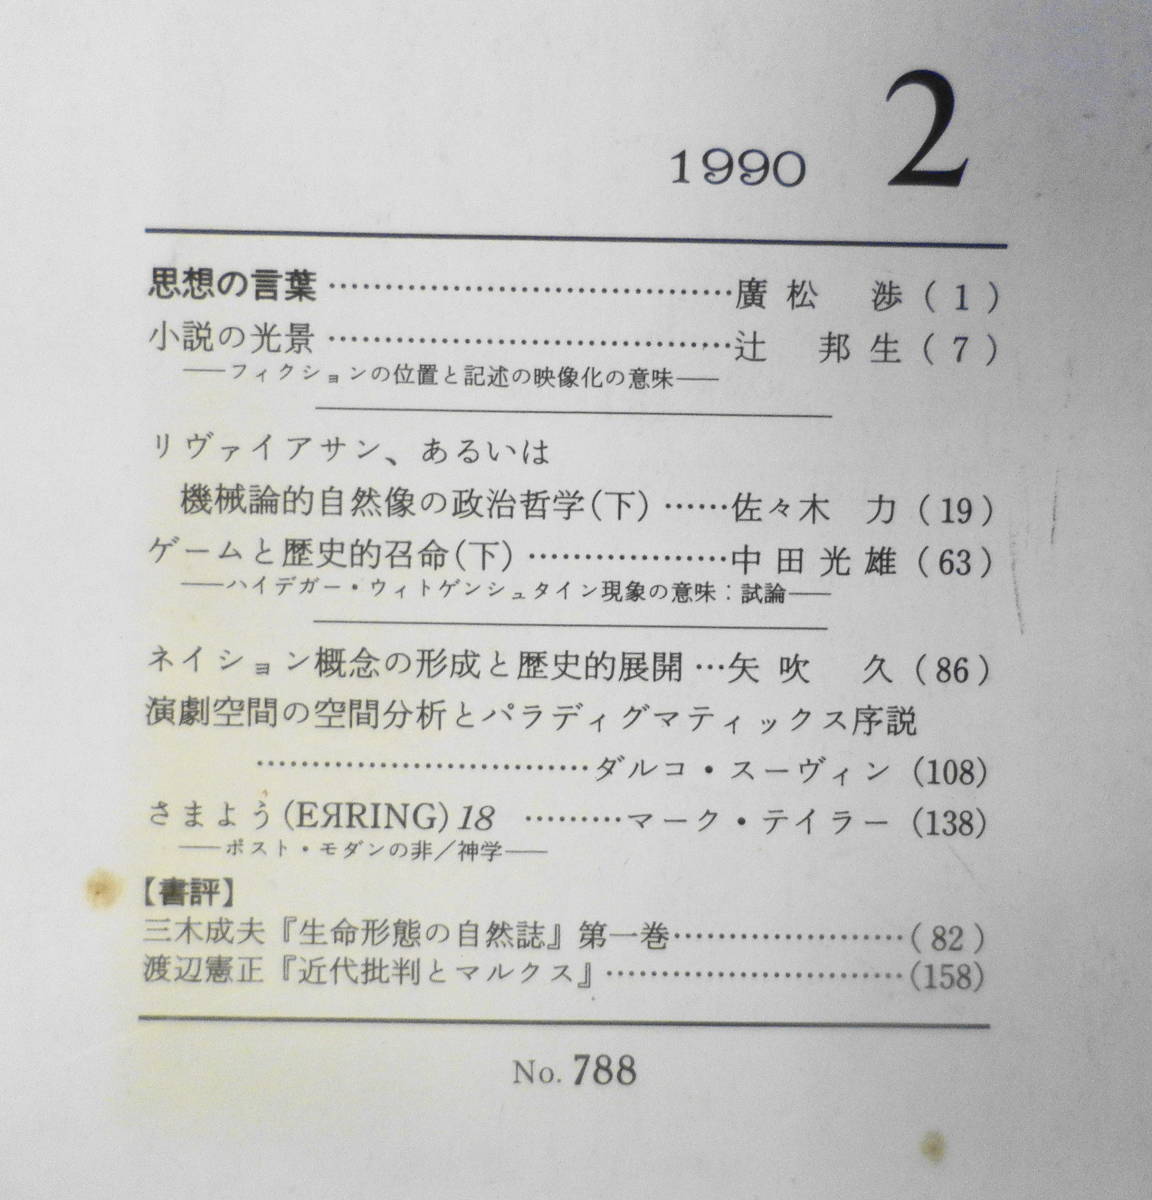 1990 2
思想の言葉……………………………廣松 渉(1)
小説の光景……………………………辻 邦生(7)
——フィクションの位置と記述の映像化の意味——
リヴァイアサン、あるいは
機械論的自然像の政治哲学(下)……佐々木 力(19)
ゲームと歴史的召命(下)………………中田光雄(63)
——ハイデガー・ウィトゲンシュタイン現象の意味：試論——
ネイション概念の形成と歴史的展開…矢吹 久(86)
演劇空間の空間分析とパラディグマティックス序説
……………………………ダルコ・スーヴィン(108)
さまよう(EЯRING)18 ………マーク・テイラー(138)
——ポスト・モダンの非／神学——
【書評】
三木成夫『生命形態の自然誌』第一巻…………………(82)
渡辺憲正『近代批判とマルクス』………………………(158)
No. 788